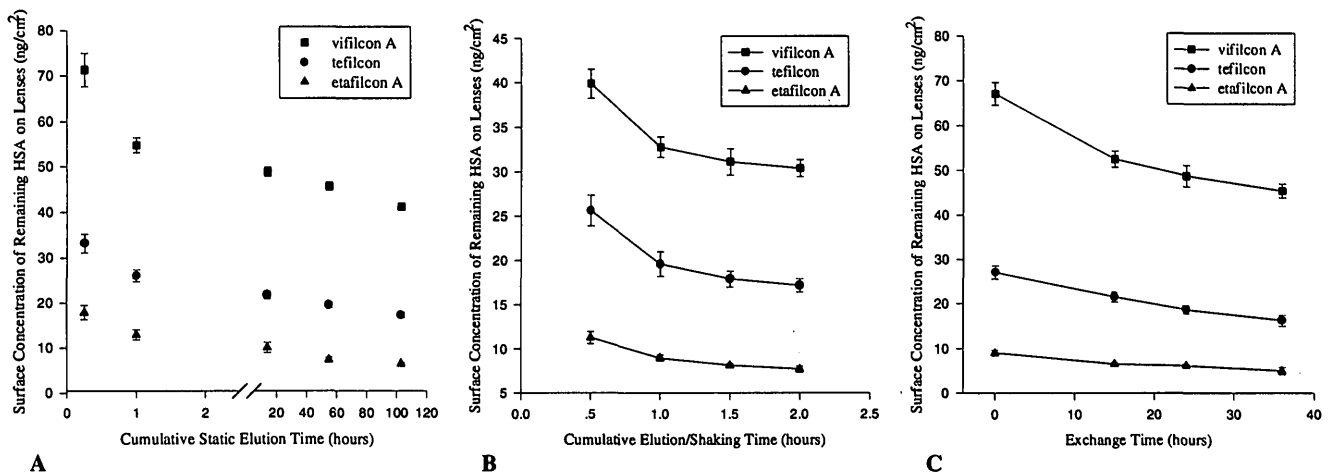 Surface Concentration of Remaining HSA on Lenses (ng/cm²)
80
70
60
50
40
30
20
10
0
vifilcon A
tefilcon
etafilcon A
0 1 2 20 40 60 80 100 120
Cumulative Static Elution Time (hours)
A
Surface Concentration of Remaining HSA on Lenses (ng/cm²)
45
40
35
30
25
20
15
10
5
vifilcon A
tefilcon
etafilcon A
0.0 .5 1.0 1.5 2.0 2.5
Cumulative Elution/Shaking Time (hours)
B
Surface Concentration of Remaining HSA on Lenses (ng/cm²)
80
70
60
50
40
30
20
10
0
vifilcon A
tefilcon
etafilcon A
0 10 20 30 40
Exchange Time (hours)
C